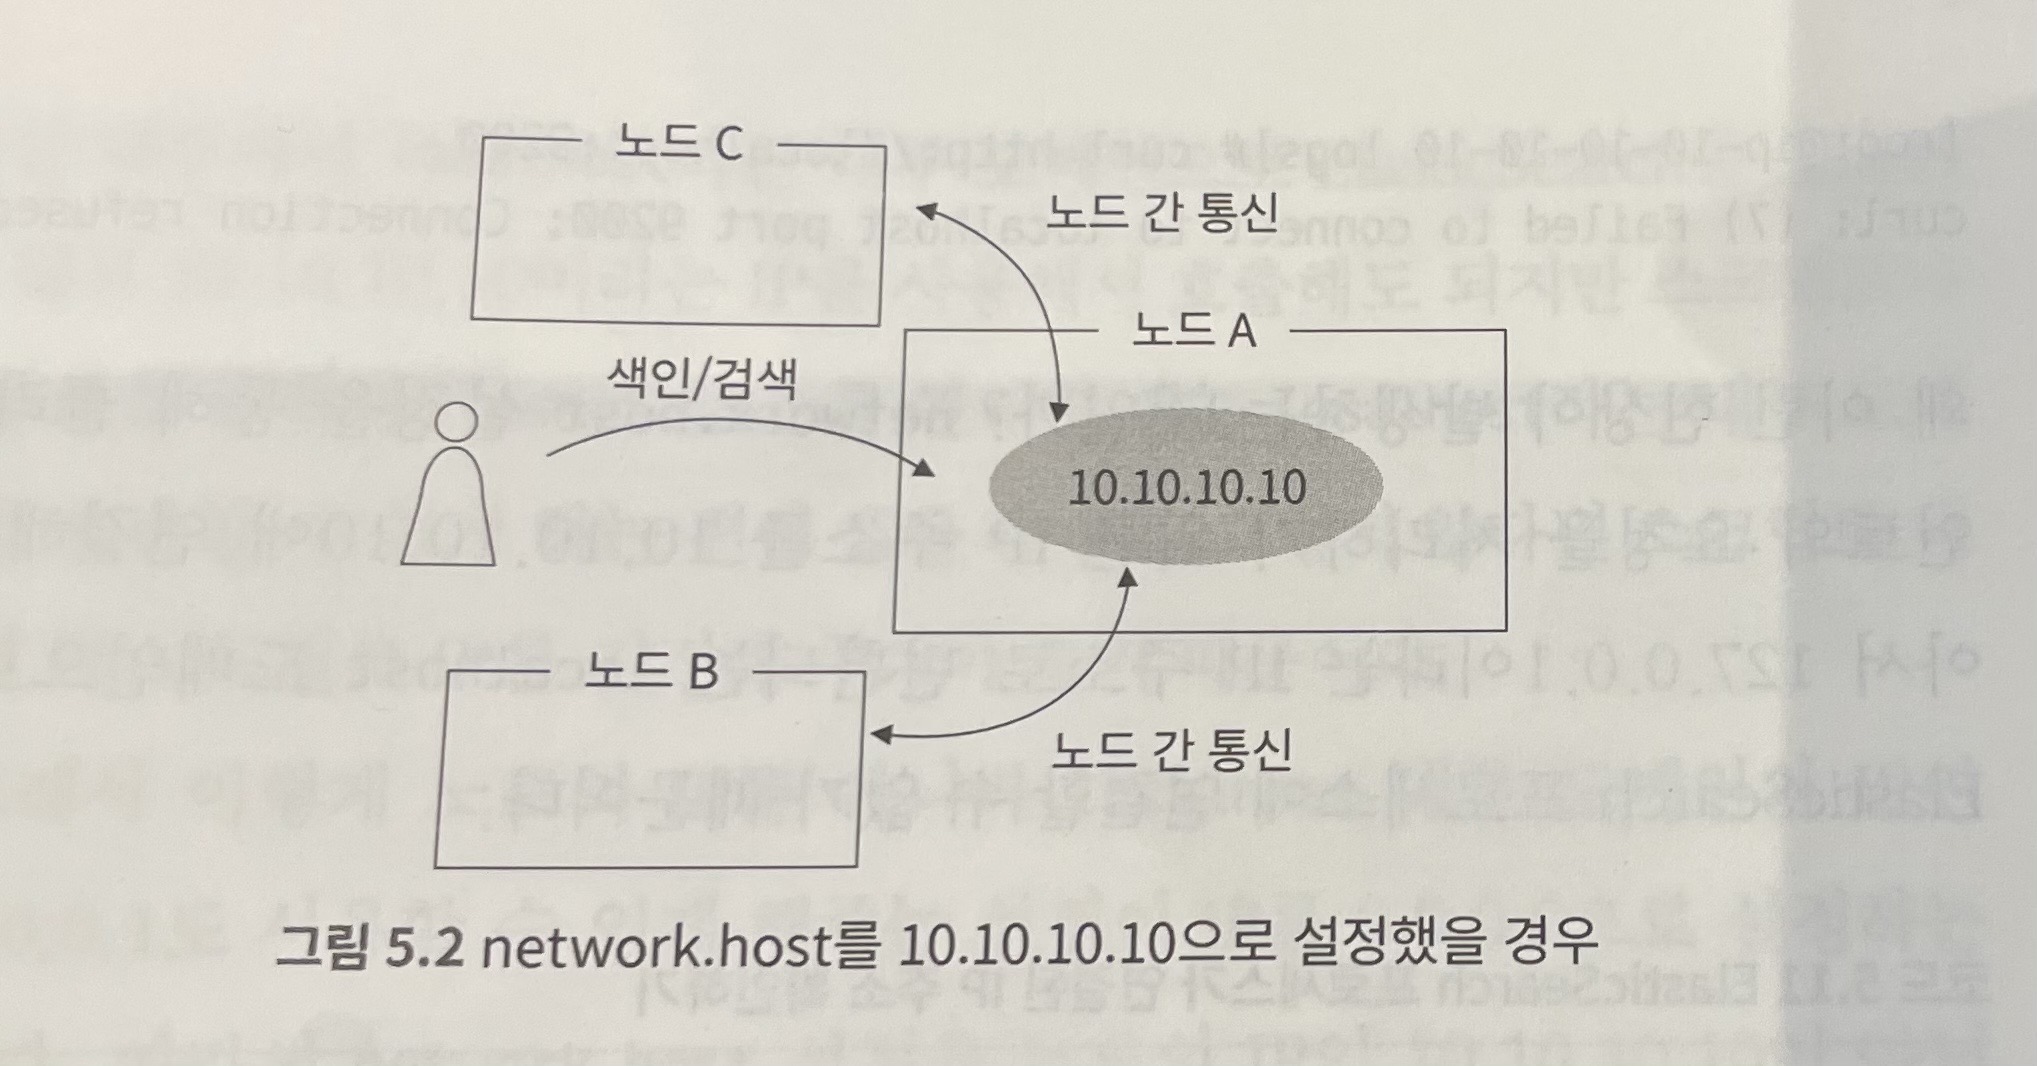 노드 C
노드 간 통신
노드 A
색인/검색
10.10.10.10
노드 B
노드 간 통신
그림 5.2 network.host를 10.10.10.10으로 설정했을 경우